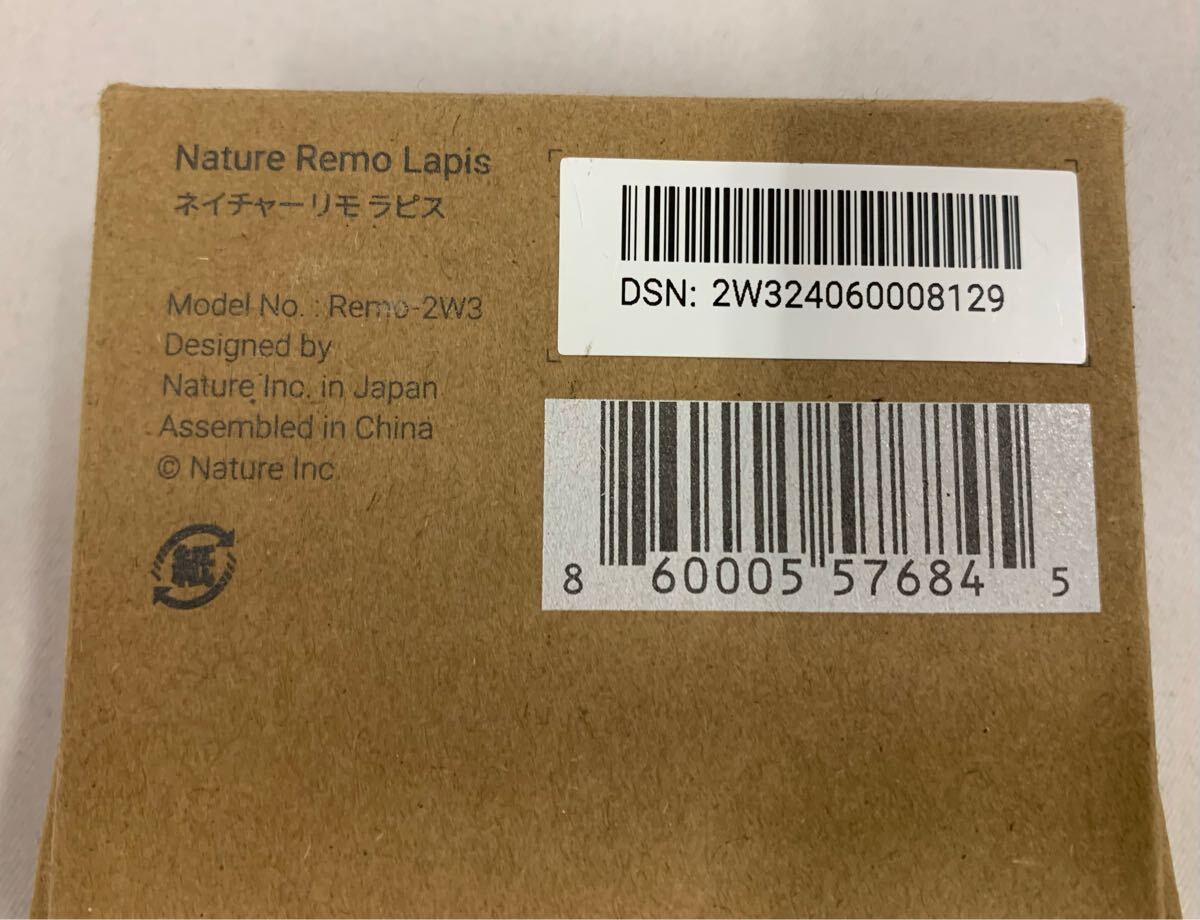 Nature Remo Lapis
ネイチャーリモ ラピス
Model No. : Remo-2W3
Designed by
Nature Inc. in Japan
Assembled in China
© Nature Inc.
紙
DSN: 2W324060008129
8 60005 57684 5